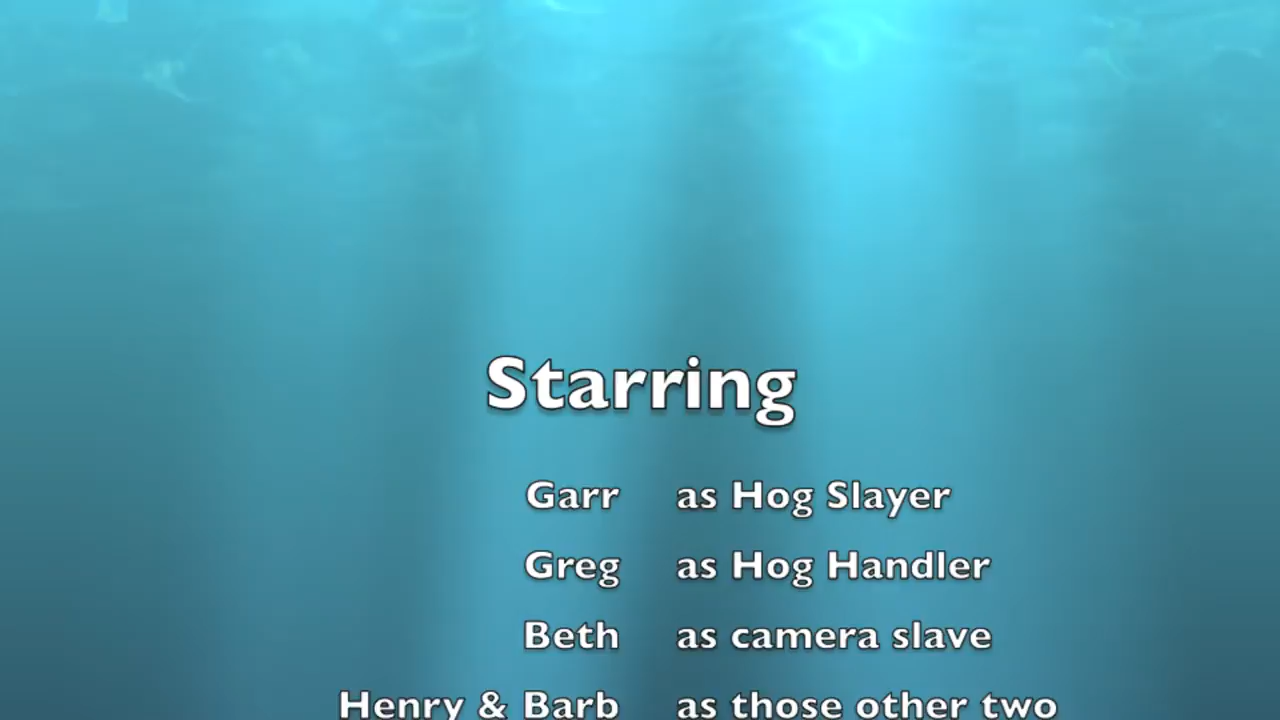 Starring
Garr as Hog Slayer
Greg as Hog Handler
Beth as camera slave
Henry & Barb as those other two